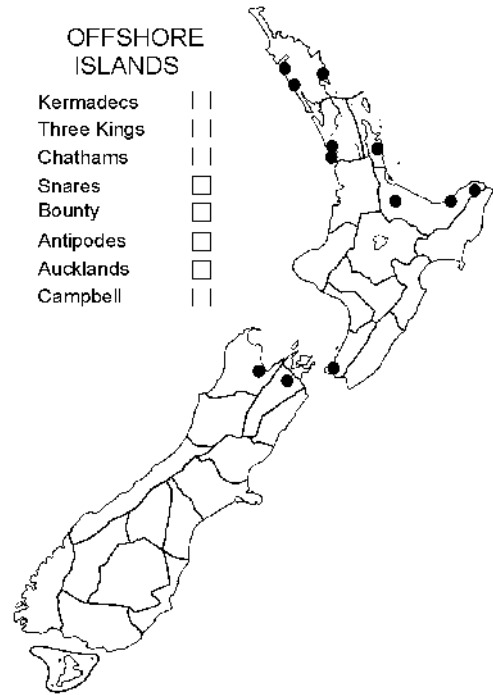 OFFSHORE
ISLANDS
Kermadecs
Three Kings
Chathams
Snares
Bounty
Antipodes
Aucklands
Campbell